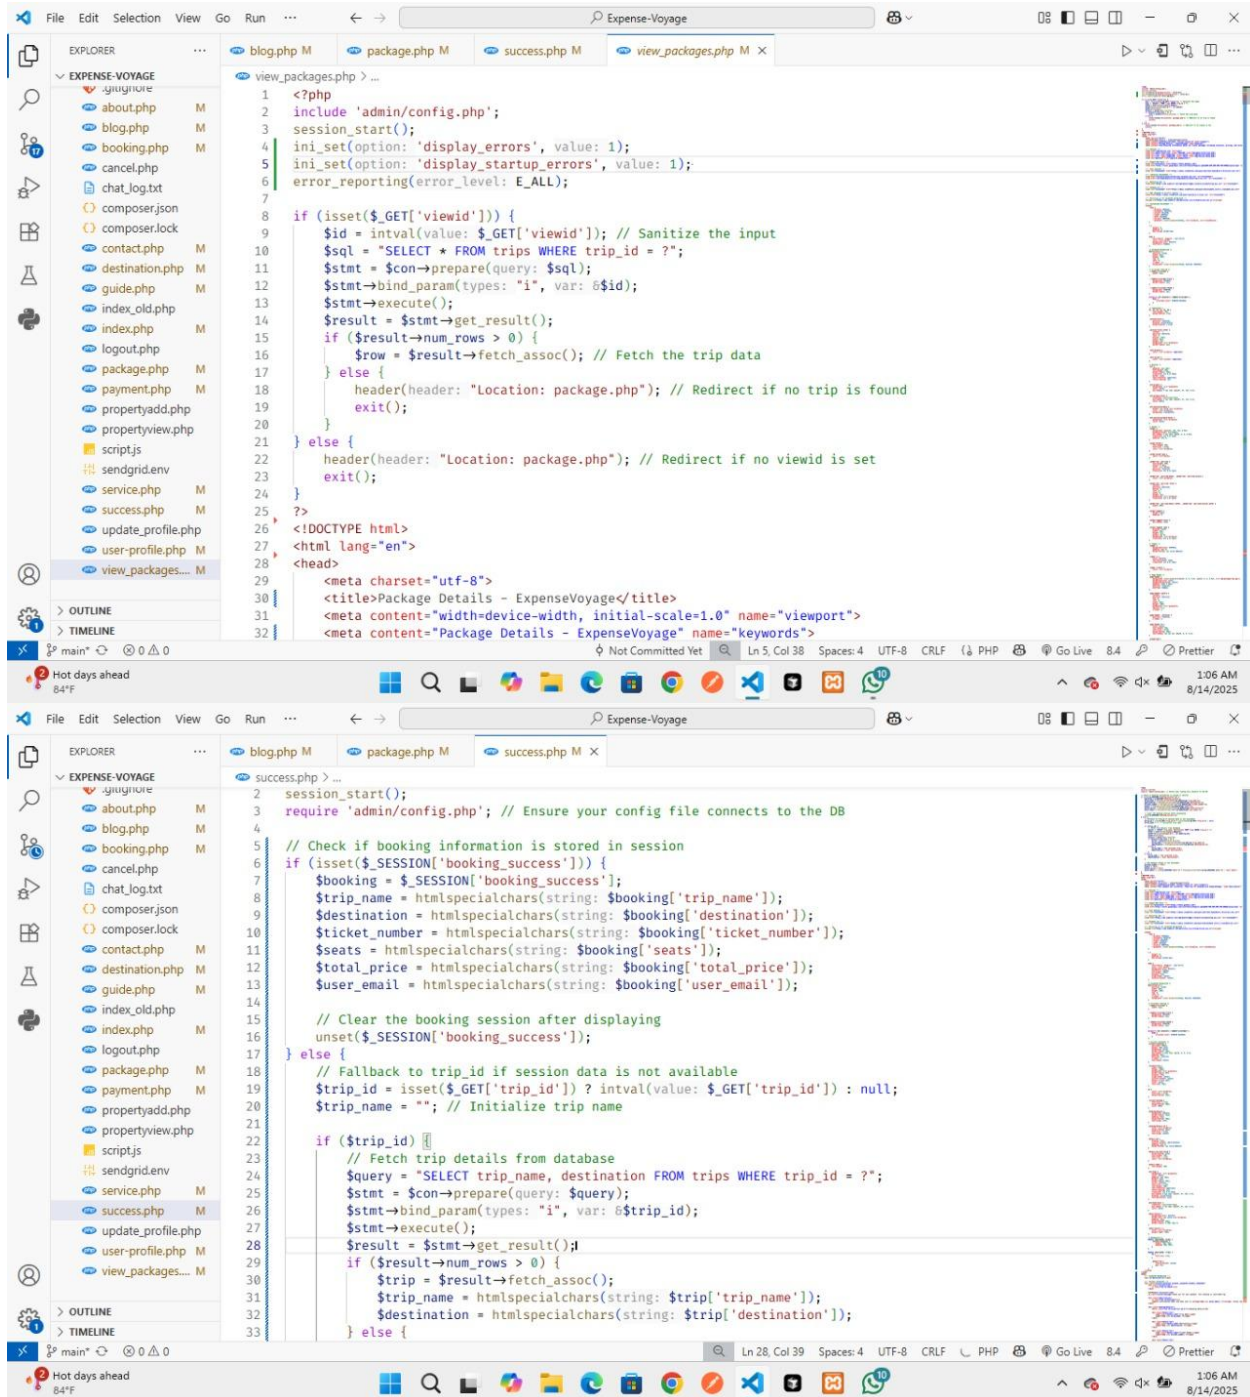 File Edit Selection View Go Run ··· Expense-Voyage
EXPLORER ···
EXPENSE-VOYAGE
.gitignore
about.php M
blog.php M
booking.php M
cancel.php
chat_log.txt
composer.json
composer.lock
contact.php M
destination.php M
guide.php M
index_old.php
index.php M
logout.php
package.php M
payment.php M
propertyadd.php
propertyview.php
script.js
sendgrid.env
service.php M
success.php M
update_profile.php
user-profile.php M
view_packages.... M
OUTLINE
TIMELINE
17
2
blog.php M package.php M success.php M view_packages.php M ×
view_packages.php > ...
1 <?php
2 include 'admin/config.php';
3 session_start();
4 ini_set(option: 'display_errors', value: 1);
5 ini_set(option: 'display_startup_errors', value: 1);
6 error_reporting(error_level: E_ALL);
7
8 if (isset($_GET['viewid'])) {
9 $id = intval(value: $_GET['viewid']); // Sanitize the input
10 $sql = "SELECT * FROM trips WHERE trip_id = ?";
11 $stmt = $con→prepare(query: $sql);
12 $stmt→bind_param(types: "i", var: &$id);
13 $stmt→execute();
14 $result = $stmt→get_result();
15 if ($result→num_rows > 0) {
16 $row = $result→fetch_assoc(); // Fetch the trip data
17 } else {
18 header(header: "Location: package.php"); // Redirect if no trip is found
19 exit();
20 }
21 } else {
22 header(header: "Location: package.php"); // Redirect if no viewid is set
23 exit();
24 }
25 ?>
26 <!DOCTYPE html>
27 <html lang="en">
28 <head>
29 <meta charset="utf-8">
30 <title>Package Details - ExpenseVoyage</title>
31 <meta content="width=device-width, initial-scale=1.0" name="viewport">
32 <meta content="Package Details - ExpenseVoyage" name="keywords">
main* 0 0 Not Committed Yet Ln 5, Col 38 Spaces: 4 UTF-8 CRLF PHP Go Live 8.4 Prettier
2 Hot days ahead
84°F
10
1:06 AM
8/14/2025
File Edit Selection View Go Run ··· Expense-Voyage
EXPLORER ···
EXPENSE-VOYAGE
.gitignore
about.php M
blog.php M
booking.php M
cancel.php
chat_log.txt
composer.json
composer.lock
contact.php M
destination.php M
guide.php M
index_old.php
index.php M
logout.php
package.php M
payment.php M
propertyadd.php
propertyview.php
script.js
sendgrid.env
service.php M
success.php M
update_profile.php
user-profile.php M
view_packages.... M
OUTLINE
TIMELINE
2
blog.php M package.php M success.php M ×
success.php > ...
2 session_start();
3 require 'admin/config.php'; // Ensure your config file connects to the DB
4
5 // Check if booking information is stored in session
6 if (isset($_SESSION['booking_success'])) {
7 $booking = $_SESSION['booking_success'];
8 $trip_name = htmlspecialchars(string: $booking['trip_name']);
9 $destination = htmlspecialchars(string: $booking['destination']);
10 $ticket_number = htmlspecialchars(string: $booking['ticket_number']);
11 $seats = htmlspecialchars(string: $booking['seats']);
12 $total_price = htmlspecialchars(string: $booking['total_price']);
13 $user_email = htmlspecialchars(string: $booking['user_email']);
14
15 // Clear the booking session after displaying
16 unset($_SESSION['booking_success']);
17 } else {
18 // Fallback to trip_id if session data is not available
19 $trip_id = isset($_GET['trip_id']) ? intval(value: $_GET['trip_id']) : null;
20 $trip_name = ""; // Initialize trip name
21
22 if ($trip_id) {
23 // Fetch trip details from database
24 $query = "SELECT trip_name, destination FROM trips WHERE trip_id = ?";
25 $stmt = $con→prepare(query: $query);
26 $stmt→bind_param(types: "i", var: &$trip_id);
27 $stmt→execute();
28 $result = $stmt→get_result();
29 if ($result→num_rows > 0) {
30 $trip = $result→fetch_assoc();
31 $trip_name = htmlspecialchars(string: $trip['trip_name']);
32 $destination = htmlspecialchars(string: $trip['destination']);
33 } else {
main* 0 0 Ln 28, Col 39 Spaces: 4 UTF-8 CRLF PHP Go Live 8.4 Prettier
2 Hot days ahead
84°F
10
1:06 AM
8/14/2025